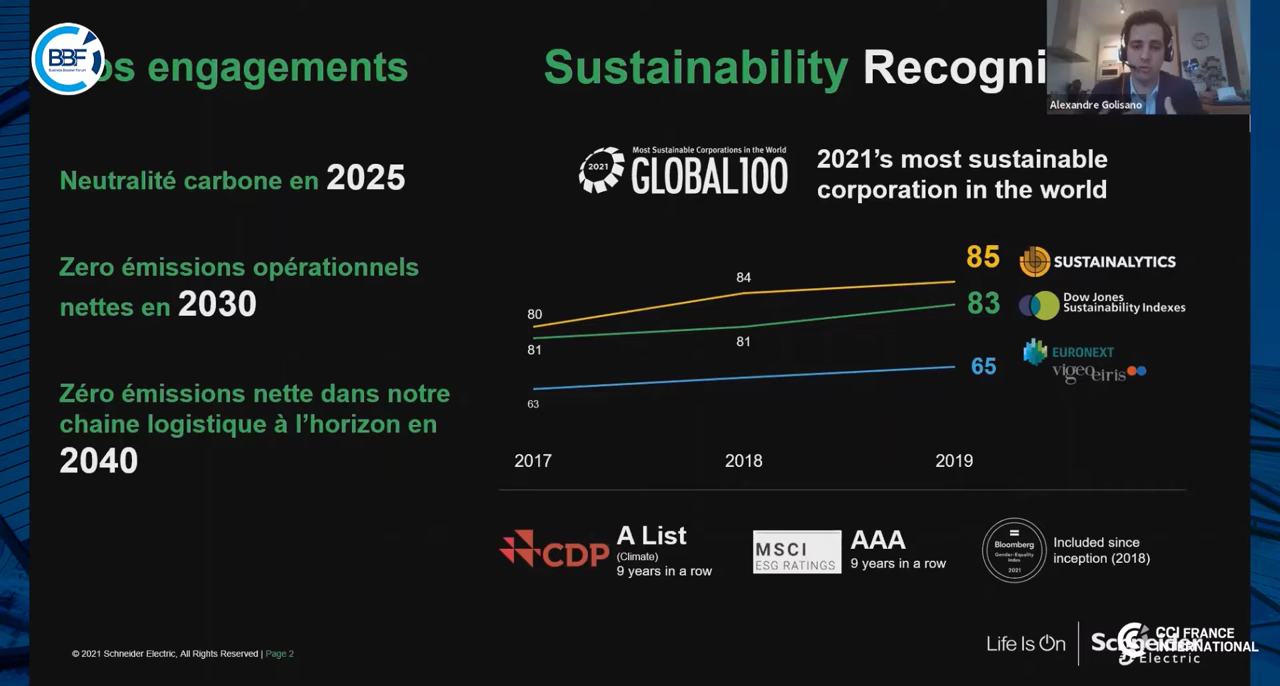 BBF
os engagements
Sustainability Recogni
Alexandre Golisano
Neutralité carbone en 2025
Zero émissions opérationnels
nettes en 2030
Zéro émissions nette dans notre
chaine logistique à l’horizon en
2040
2021
Most Sustainable Corporations in the World
GLOBAL100
2021’s most sustainable
corporation in the world
85
SUSTAINALYTICS
84
80
83
Dow Jones
Sustainability Indexes
81
81
EURONEXT
vigeoeiris
65
63
2017
2018
2019
CDP
A List
(Climate)
9 years in a row
MSCI
ESG RATINGS
AAA
9 years in a row
Bloomberg
Gender-Equality
Index
2021
Included since
inception (2018)
© 2021 Schneider Electric, All Rights Reserved | Page 2
Life Is On
Schneider
Electric
CCI FRANCE
INTERNATIONAL